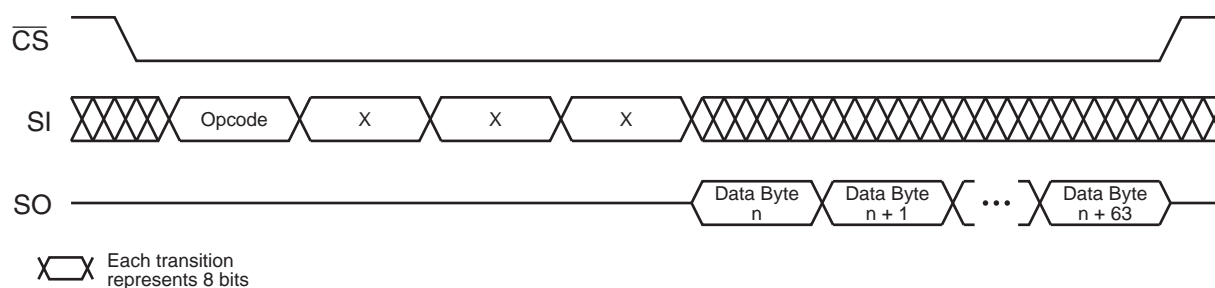 CS
SI
Opcode
X
X
X
SO
Data Byte
n
Data Byte
n + 1
•••
Data Byte
n + 63
Each transition
represents 8 bits